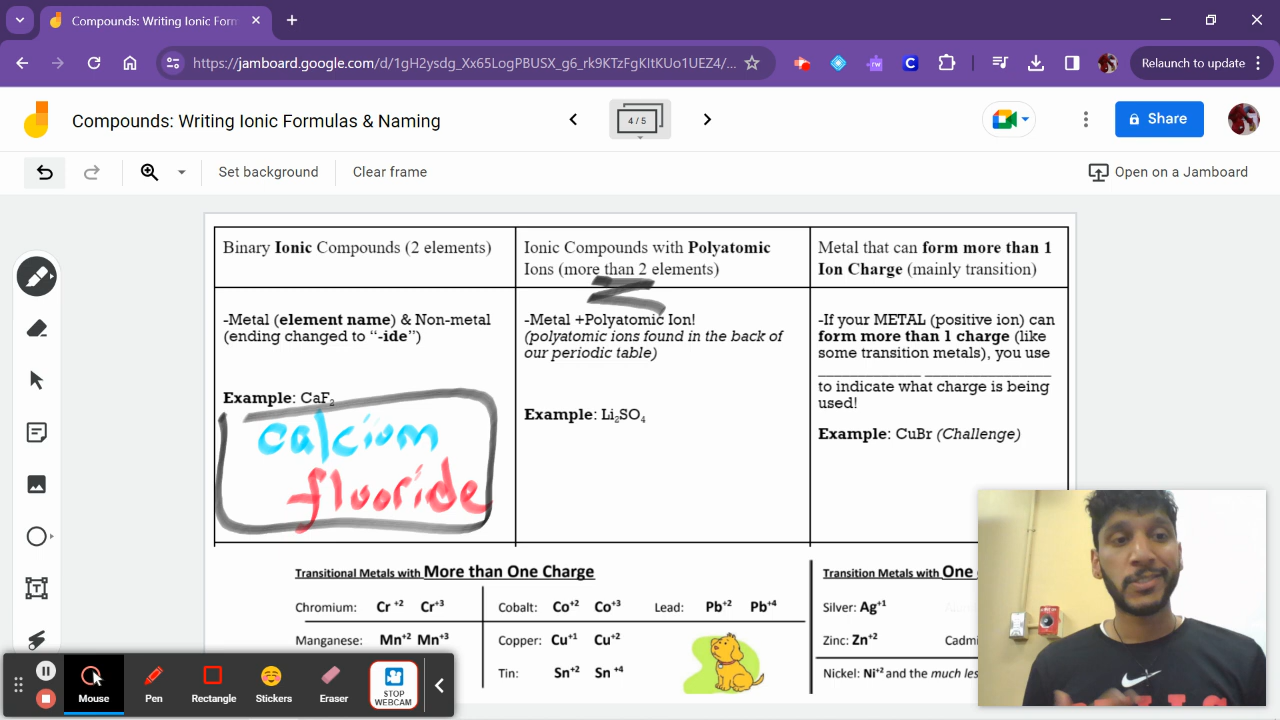 Compounds: Writing Ionic Form
https://jamboard.google.com/d/1gH2ysdg_Xx65LogPBUSX_g6_rk9KTzFgKItKUo1UEZ4/...
Relaunch to update
Compounds: Writing Ionic Formulas & Naming
4 / 5
Share
Set background
Clear frame
Open on a Jamboard
Binary Ionic Compounds (2 elements)
-Metal (element name) & Non-metal
(ending changed to “-ide”)
Example: CaF₂
calcium
fluoride
Ionic Compounds with Polyatomic
Ions (more than 2 elements)
-Metal +Polyatomic Ion!
(polyatomic ions found in the back of
our periodic table)
Example: Li₂SO₄
Metal that can form more than 1
Ion Charge (mainly transition)
-If your METAL (positive ion) can
form more than 1 charge (like
some transition metals), you use
_____________ ________________
to indicate what charge is being
used!
Example: CuBr (Challenge)
Transitional Metals with More than One Charge
Chromium: Cr⁺² Cr⁺³
Manganese: Mn⁺² Mn⁺³
Cobalt: Co⁺² Co⁺³
Lead: Pb⁺² Pb⁺⁴
Copper: Cu⁺¹ Cu⁺²
Tin: Sn⁺² Sn⁺⁴
Transition Metals with One
Silver: Ag⁺¹
Zinc: Zn⁺² Cadmi
Nickel: Ni⁺² and the much les
Mouse
Pen
Rectangle
Stickers
Eraser
STOP
WEBCAM